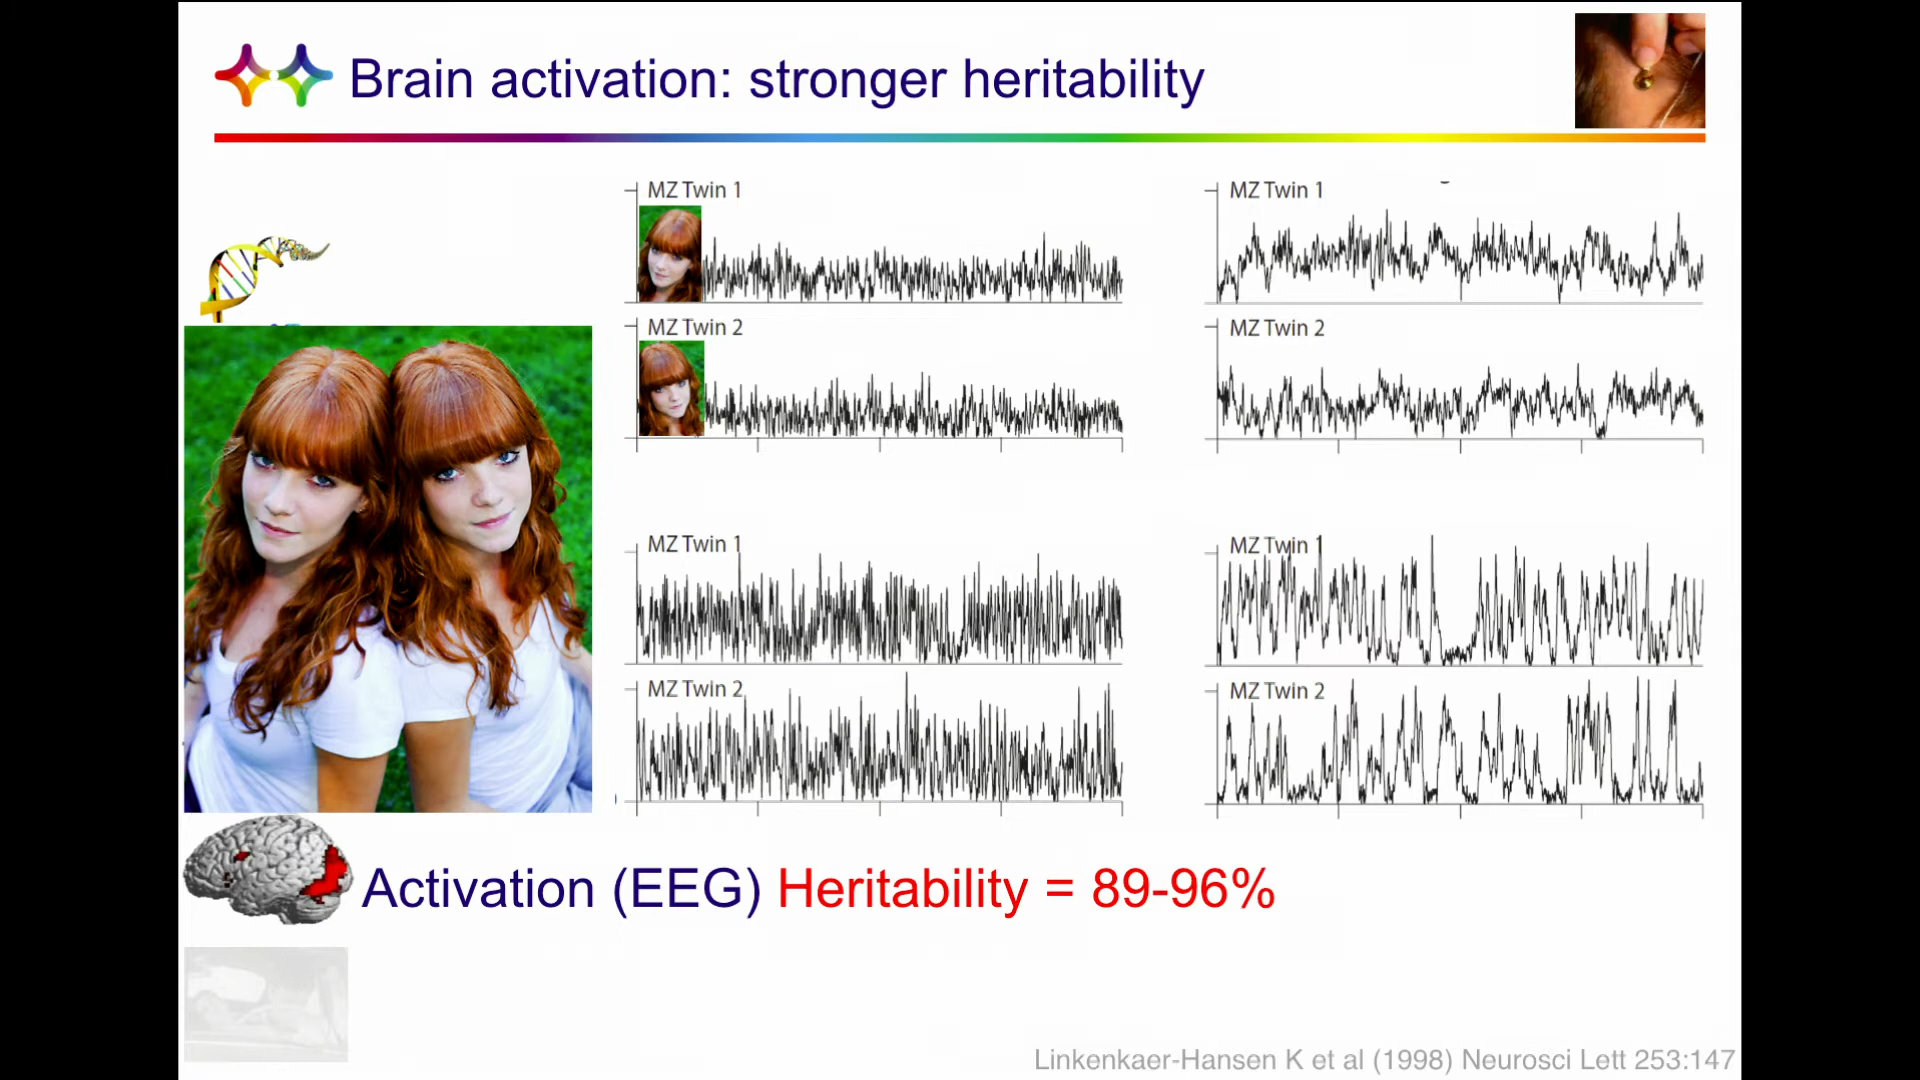 Brain activation: stronger heritability
MZ Twin 1
MZ Twin 1
MZ Twin 2
MZ Twin 2
MZ Twin 1
MZ Twin 1
MZ Twin 2
MZ Twin 2
Activation (EEG) Heritability = 89-96%
Linkenkaer-Hansen K et al (1998) Neurosci Lett 253:147